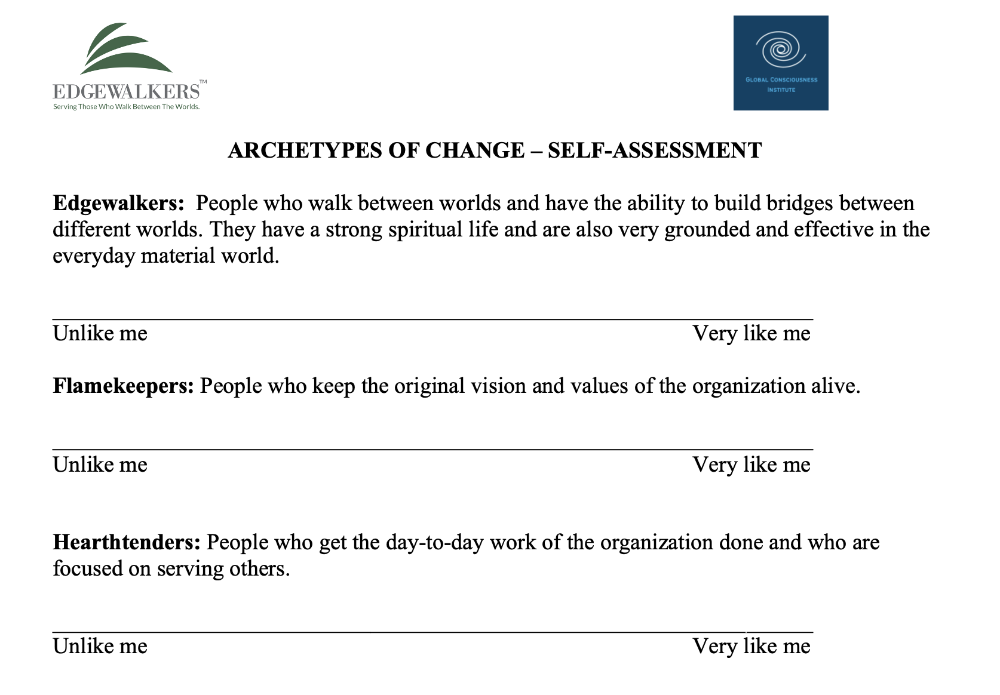 EDGEWALKERS™
Serving Those Who Walk Between The Worlds.
GLOBAL CONSCIOUSNESS
INSTITUTE
ARCHETYPES OF CHANGE – SELF-ASSESSMENT
Edgewalkers:  People who walk between worlds and have the ability to build bridges between
different worlds. They have a strong spiritual life and are also very grounded and effective in the
everyday material world.
Unlike me Very like me
Flamekeepers: People who keep the original vision and values of the organization alive.
Unlike me Very like me
Hearthtenders: People who get the day-to-day work of the organization done and who are
focused on serving others.
Unlike me Very like me